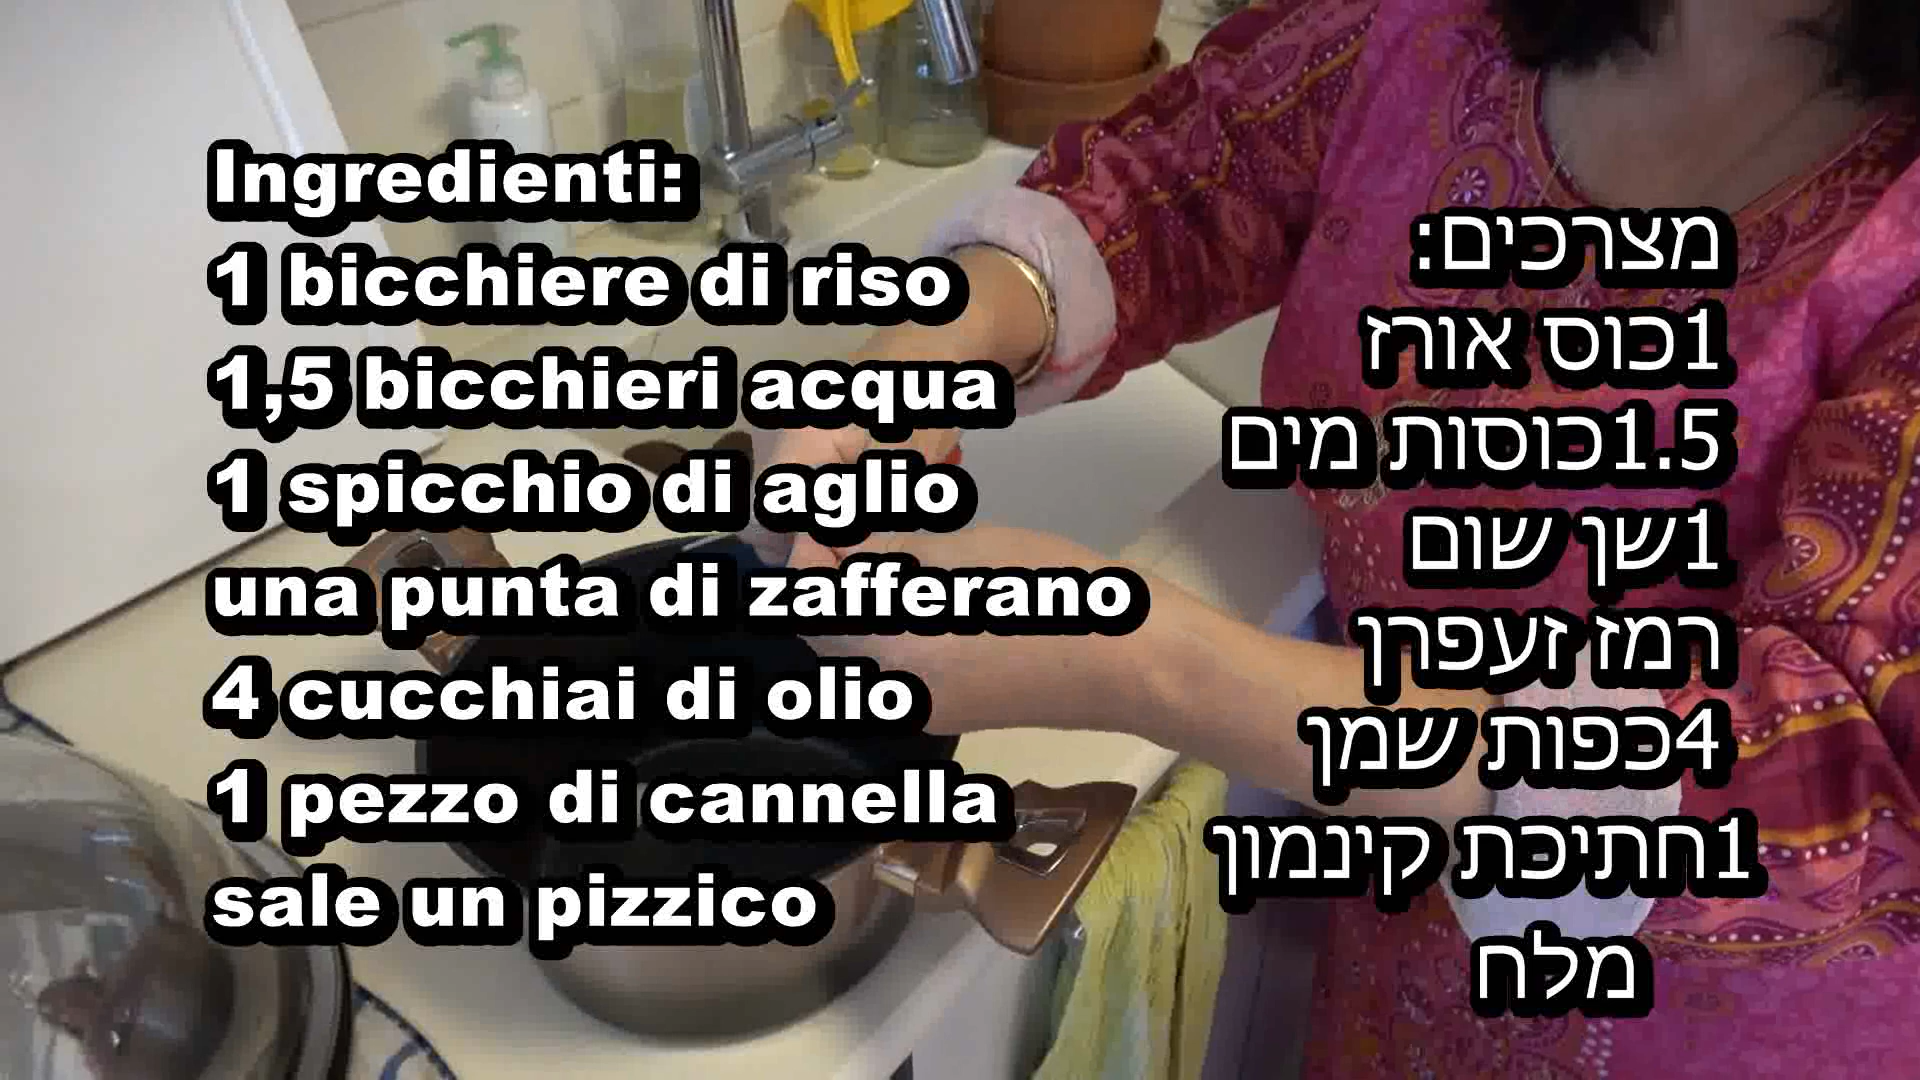 Ingredienti:
1 bicchiere di riso
1,5 bicchieri acqua
1 spicchio di aglio
una punta di zafferano
4 cucchiai di olio
1 pezzo di cannella
sale un pizzico
מצרכים:
1כוס אורז
1.5כוסות מים
1שן שום
רמז זעפרן
4כפות שמן
1חתיכת קינמון
מלח